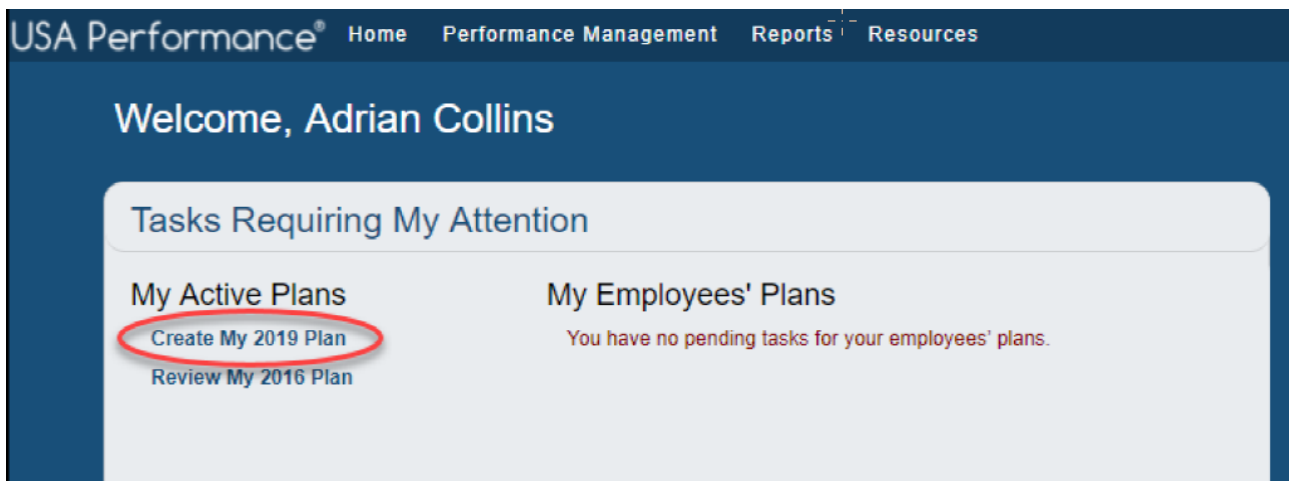 USA Performance® Home Performance Management Reports Resources
Welcome, Adrian Collins
Tasks Requiring My Attention
My Active Plans
Create My 2019 Plan
Review My 2016 Plan
My Employees' Plans
You have no pending tasks for your employees' plans.